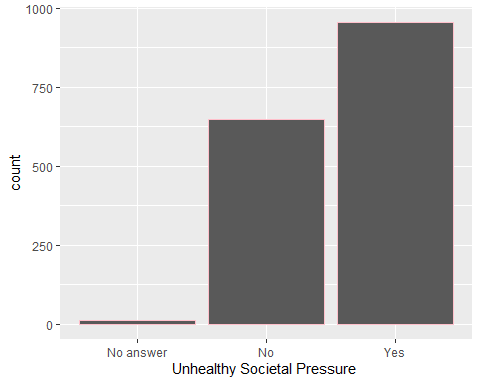 1000
750
500
250
0
count
No answer
No
Yes
Unhealthy Societal Pressure